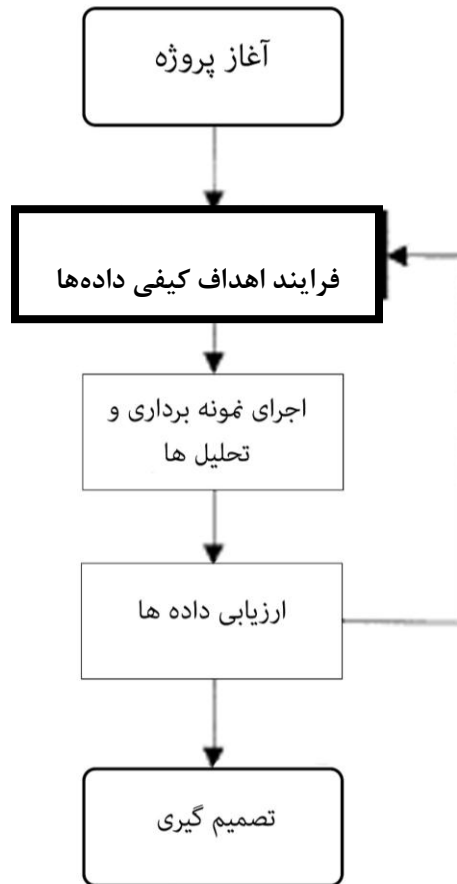 آغاز پروژه
فرایند اهداف کیفی داده‌ها
اجرای نمونه برداری و
تحلیل ها
ارزیابی داده ها
تصمیم گیری